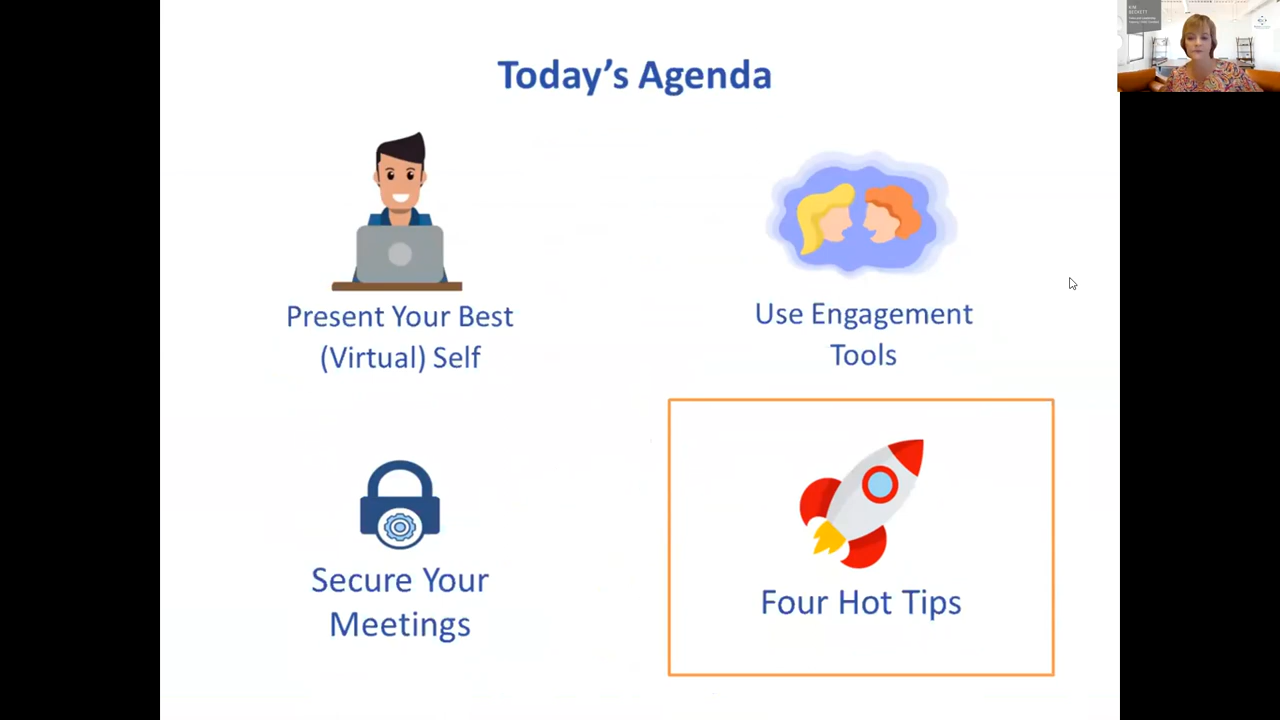 Today's Agenda
Present Your Best
(Virtual) Self
Use Engagement
Tools
Secure Your
Meetings
Four Hot Tips